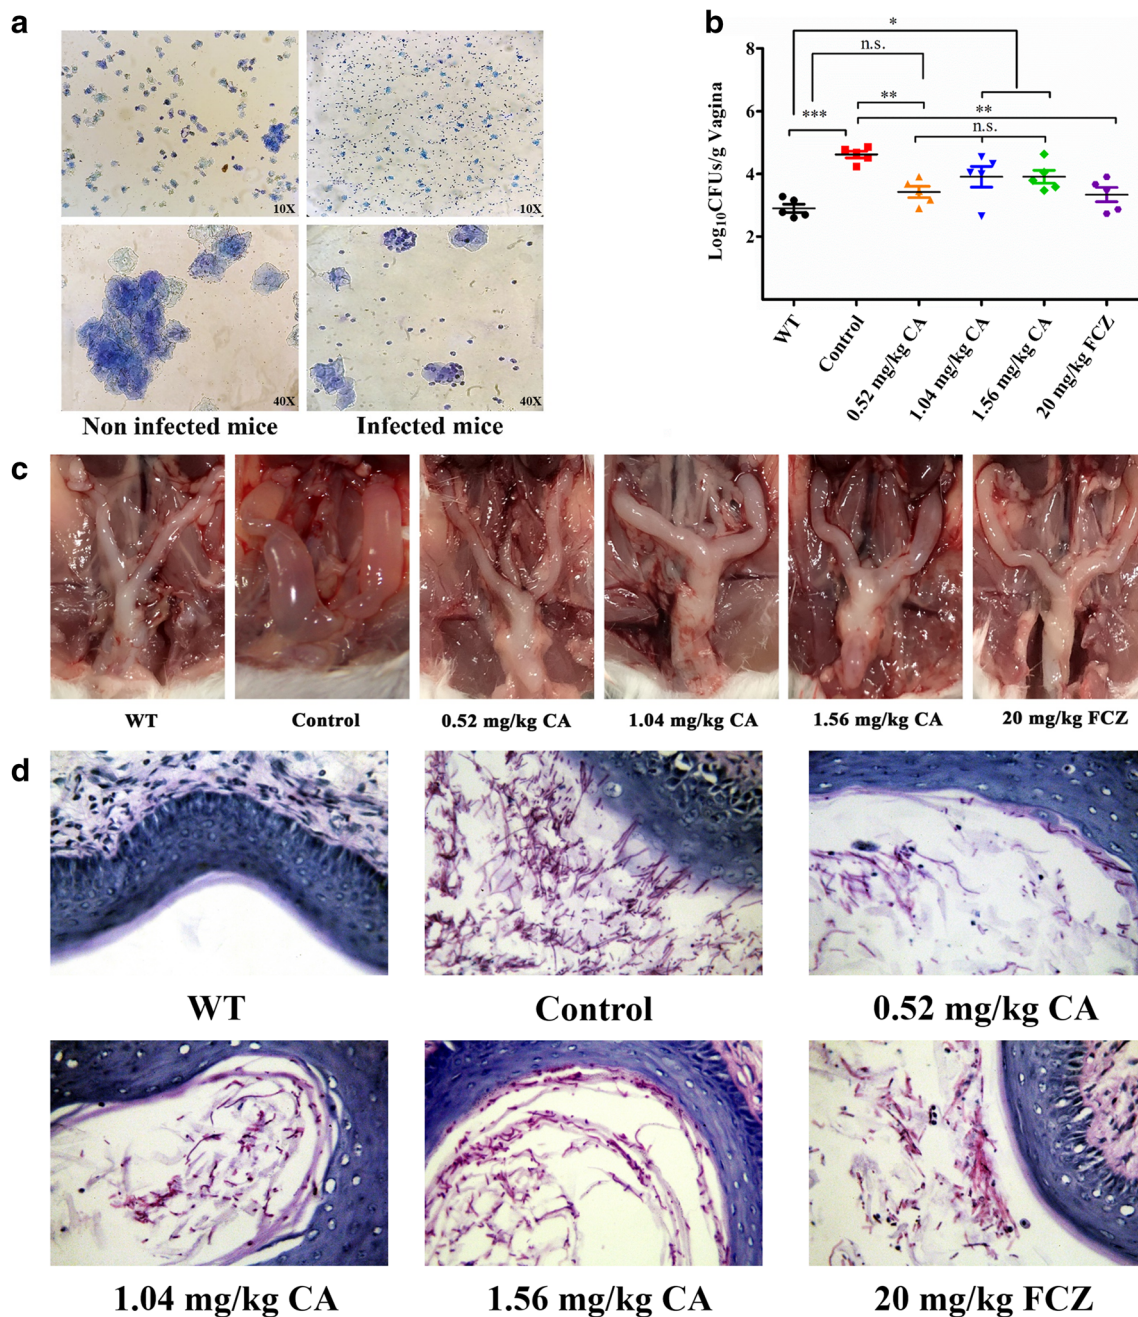 a
10X
10X
40X
40X
Non infected mice
Infected mice
b
Log10CFUs/g Vagina
8
6
4
2
*
n.s.
**
**
***
n.s.
WT
Control
0.52 mg/kg CA
1.04 mg/kg CA
1.56 mg/kg CA
20 mg/kg FCZ
c
WT
Control
0.52 mg/kg CA
1.04 mg/kg CA
1.56 mg/kg CA
20 mg/kg FCZ
d
WT
Control
0.52 mg/kg CA
1.04 mg/kg CA
1.56 mg/kg CA
20 mg/kg FCZ